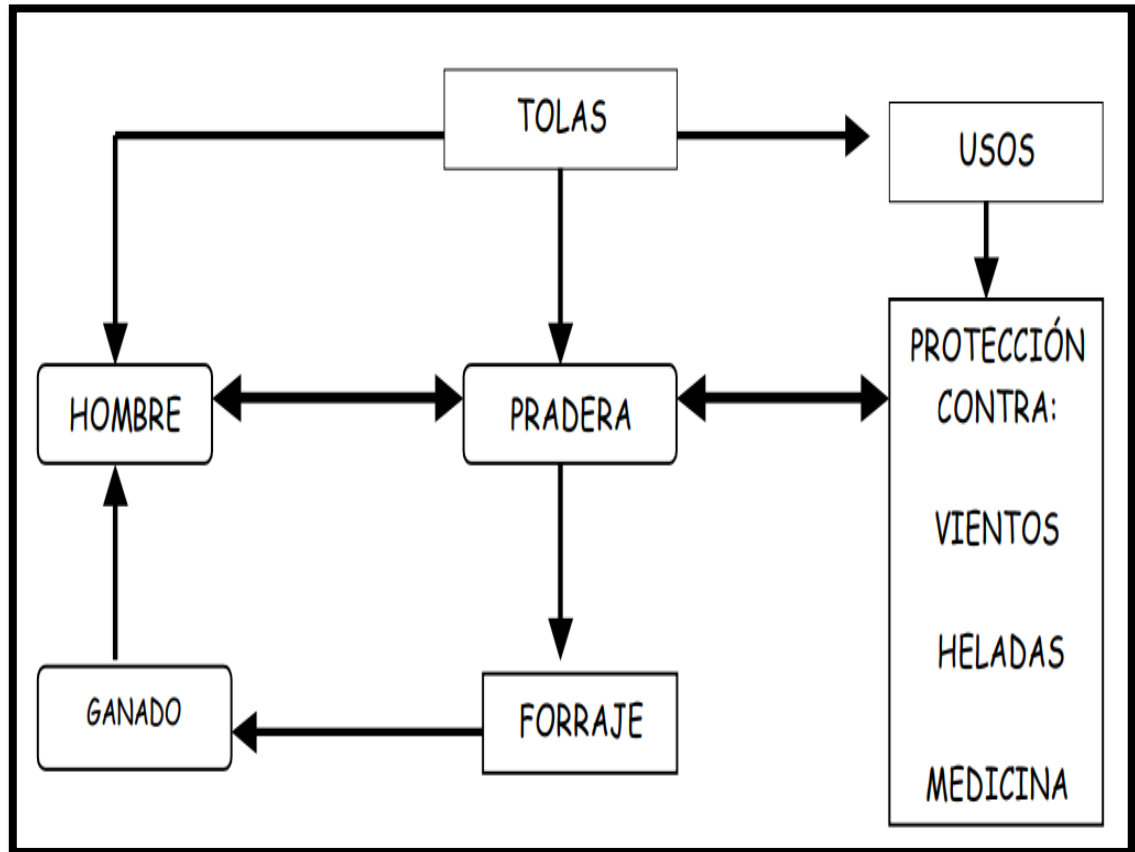 TOLAS
USOS
HOMBRE
PRADERA
PROTECCIÓN
CONTRA:
VIENTOS
HELADAS
MEDICINA
GANADO
FORRAJE